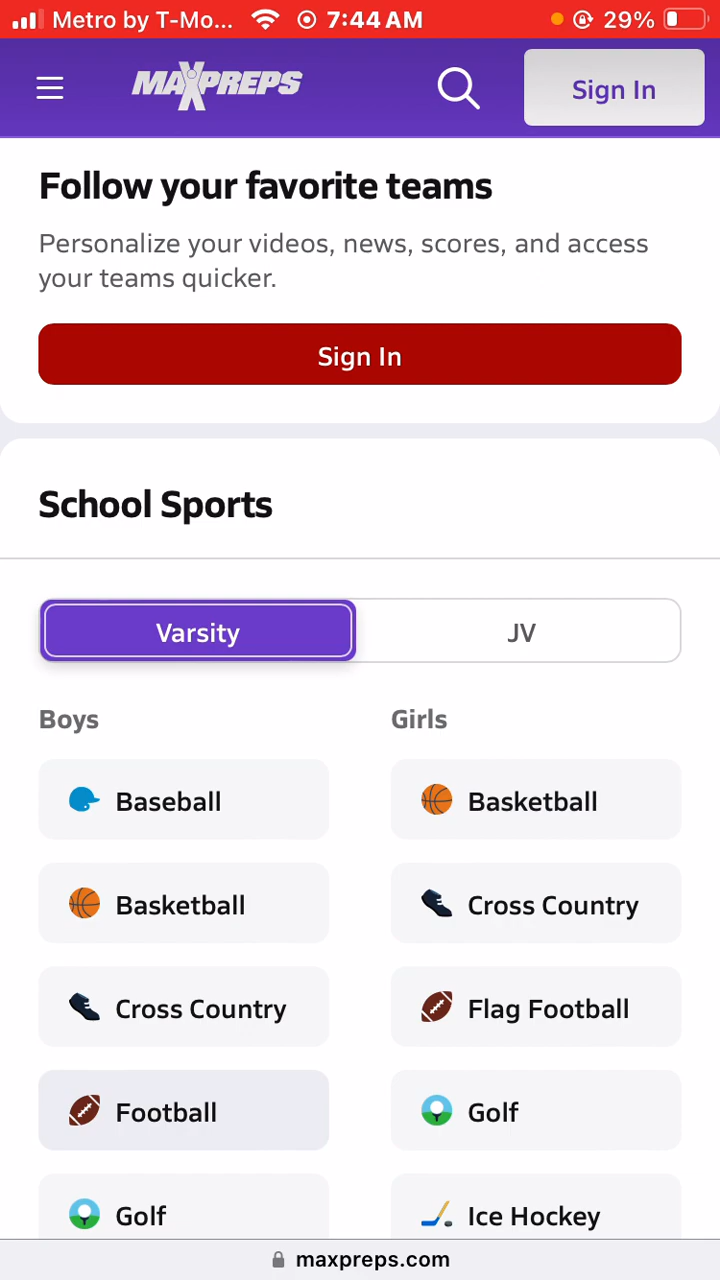 Metro by T-Mo... 7:44 AM 29%
MAXPREPS Sign In
Follow your favorite teams
Personalize your videos, news, scores, and access
your teams quicker.
Sign In
School Sports
Varsity JV
Boys Girls
Baseball Basketball
Basketball Cross Country
Cross Country Flag Football
Football Golf
Golf Ice Hockey
maxpreps.com